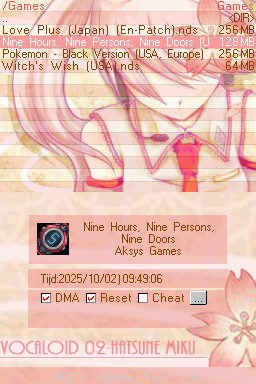 /Games Games
.. <DIR>
Love Plus (Japan) (En-Patch).nds 256MB
Nine Hours, Nine Persons, Nine Doors (U 128MB
Pokemon - Black Version (USA, Europe) 256MB
Witch's Wish (USA).nds 64MB
Nine Hours, Nine Persons,
Nine Doors
Aksys Games
Tijd:2025/10/02 09:49:06
DMA Reset Cheat ...
VOCALOID 02-HATSUNE MIKU